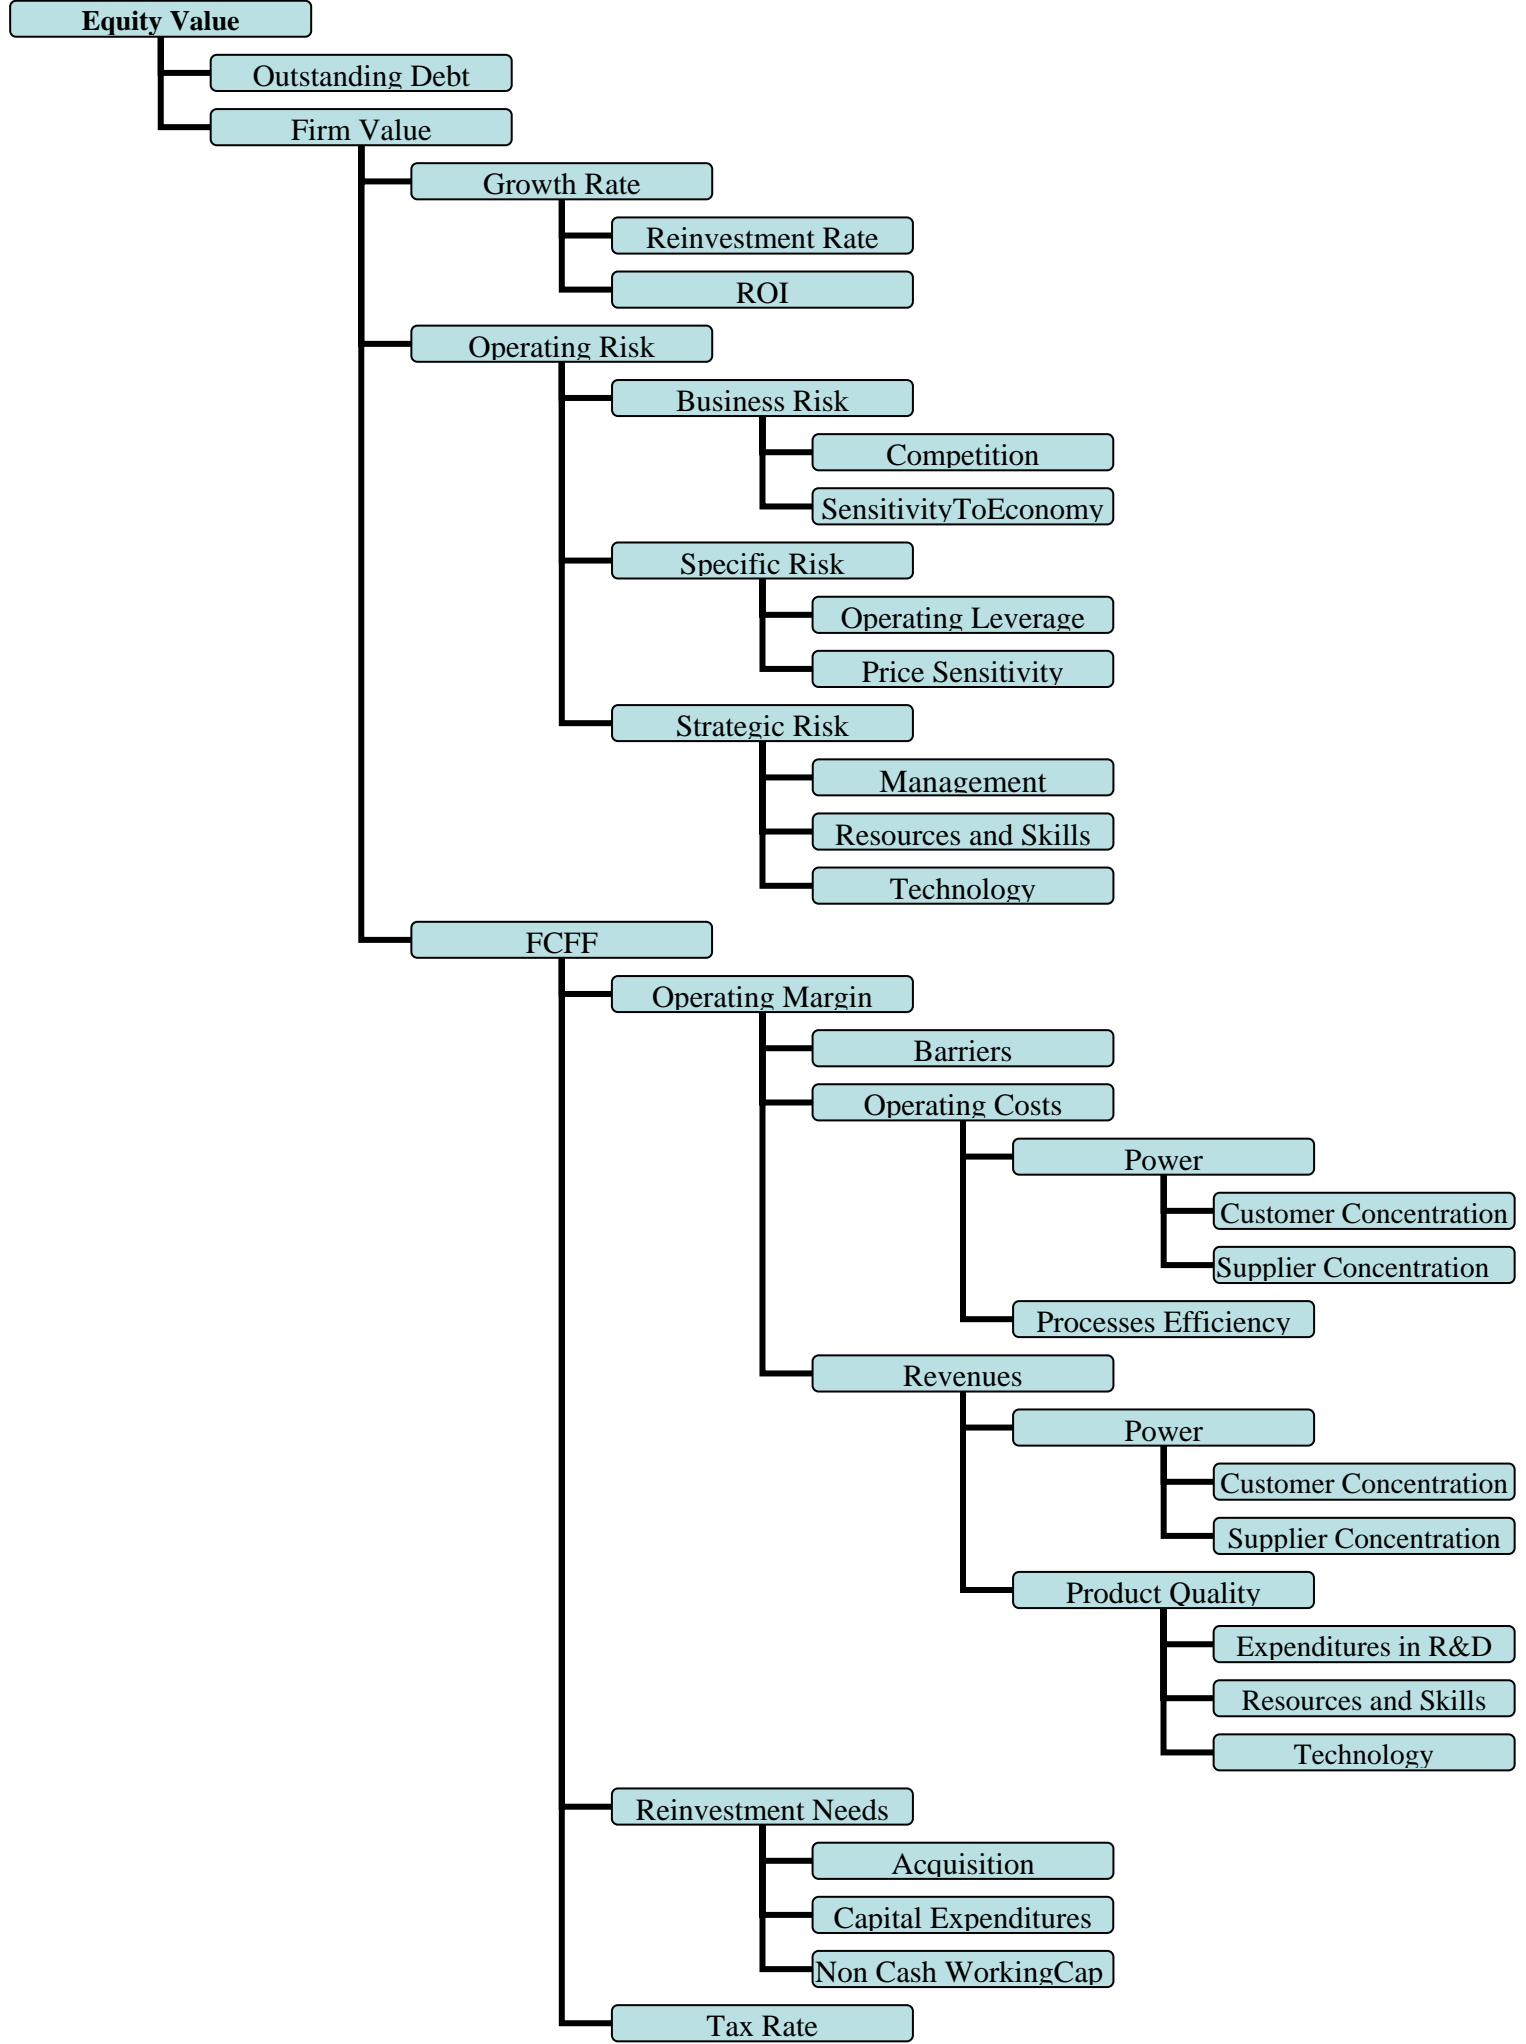 Equity Value
Outstanding Debt
Firm Value
Growth Rate
Reinvestment Rate
ROI
Operating Risk
Business Risk
Competition
SensitivityToEconomy
Specific Risk
Operating Leverage
Price Sensitivity
Strategic Risk
Management
Resources and Skills
Technology
FCFF
Operating Margin
Barriers
Operating Costs
Power
Customer Concentration
Supplier Concentration
Processes Efficiency
Revenues
Power
Customer Concentration
Supplier Concentration
Product Quality
Expenditures in R&D
Resources and Skills
Technology
Reinvestment Needs
Acquisition
Capital Expenditures
Non Cash WorkingCap
Tax Rate